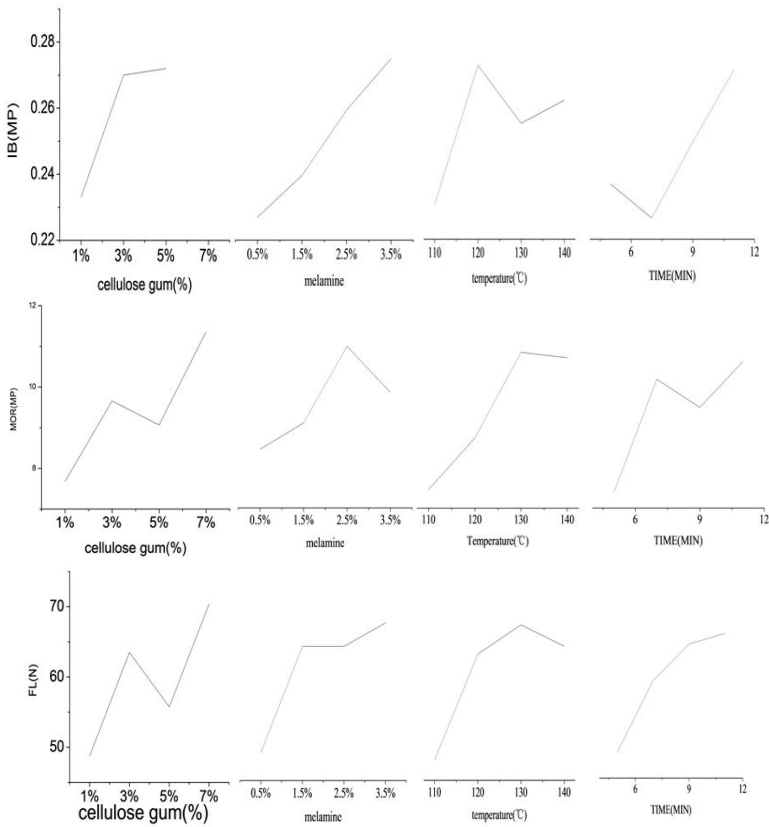 0.28
0.26
0.24
0.22
IB(MP)
1% 3% 5% 7%
cellulose gum(%)
0.5% 1.5% 2.5% 3.5%
melamine
110 120 130 140
temperature(℃)
6 9 12
TIME(MIN)
12
10
8
MOR(MP)
1% 3% 5% 7%
cellulose gum(%)
0.5% 1.5% 2.5% 3.5%
melamine
110 120 130 140
Temperature(℃)
6 9 12
TIME(MIN)
70
60
50
FL(N)
1% 3% 5% 7%
cellulose gum(%)
0.5% 1.5% 2.5% 3.5%
melamine
110 120 130 140
temperature(℃)
6 9 12
TIME(MIN)